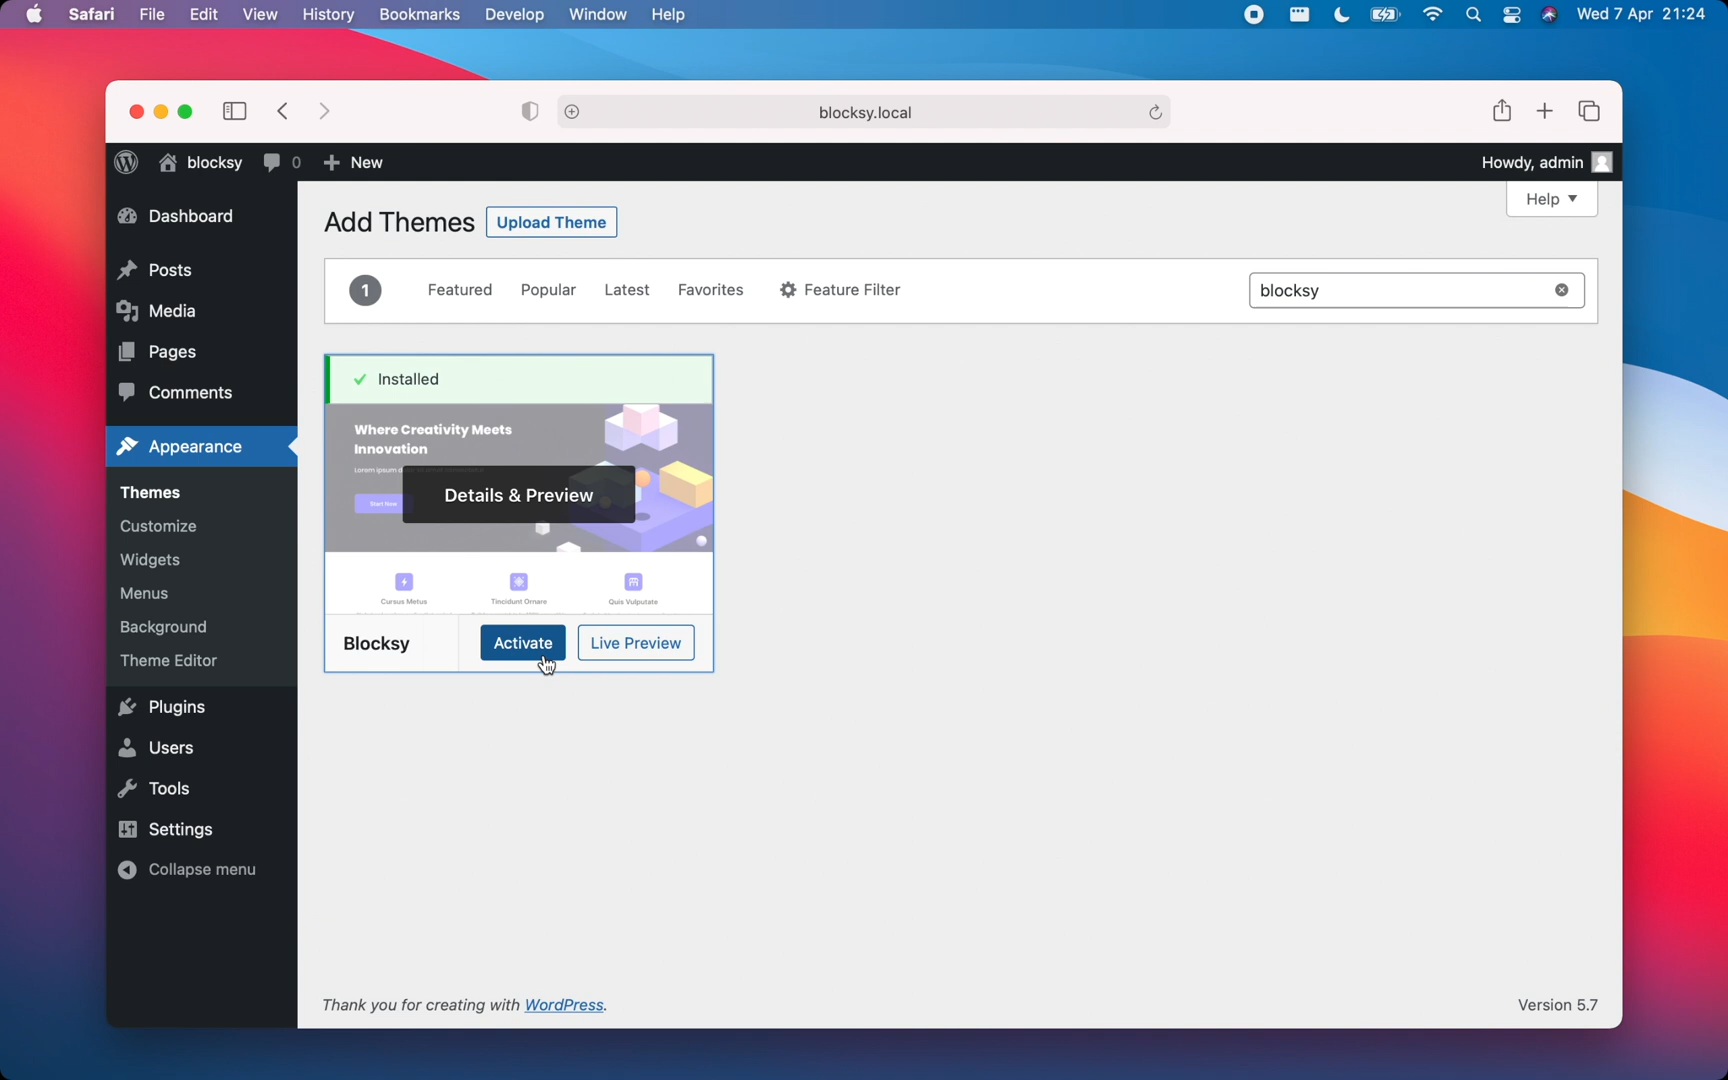 Safari File Edit View History Bookmarks Develop Window Help Wed 7 Apr 21:24
blocksy.local
blocksy 0 New Howdy, admin
Help
Dashboard
Posts
Media
Pages
Comments
Appearance
Themes
Customize
Widgets
Menus
Background
Theme Editor
Plugins
Users
Tools
Settings
Collapse menu
Add Themes Upload Theme
1 Featured Popular Latest Favorites Feature Filter blocksy
Installed
Where Creativity Meets
Innovation
Lorem ipsum
Start Now
Details & Preview
Cursus Metus Tincidunt Ornare Quis Vulputate
Blocksy Activate Live Preview
Thank you for creating with WordPress. Version 5.7